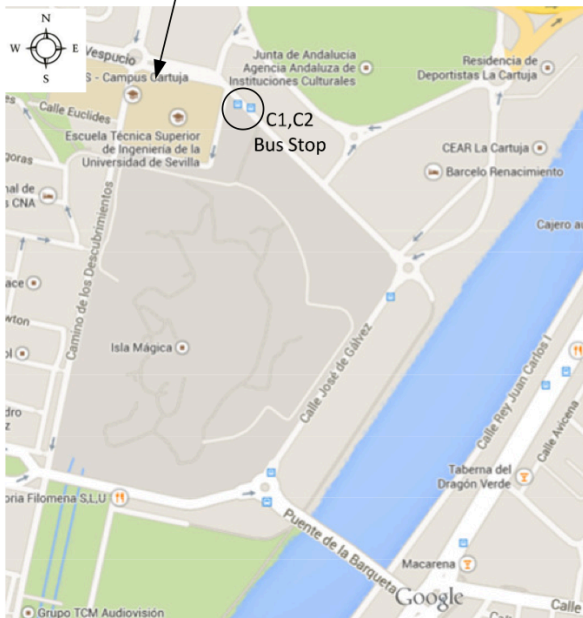 N
W E
S
Vespucio
S - Campus Cartuja
Junta de Andalucia
Agencia Andaluza de
Instituciones Culturales
Residencia de
Deportistas La Cartuja
Calle Euclides
C1,C2
Bus Stop
Escuela Técnica Superior
de Ingeniería de la
Universidad de Sevilla
CEAR La Cartuja
Barcelo Renacimiento
goras
nal de
s CNA
Cajero au
Camino de los Descubrimientos
ace
wton
Isla Mágica
Calle José de Gálvez
Calle Rey Juan Carlos I
Calle Avicena
dro
z
Taberna del
Dragón Verde
oria Filomena S,L,U
Puente de la Barqueta
Macarena
Google
Calle
Grupo TCM Audiovisión